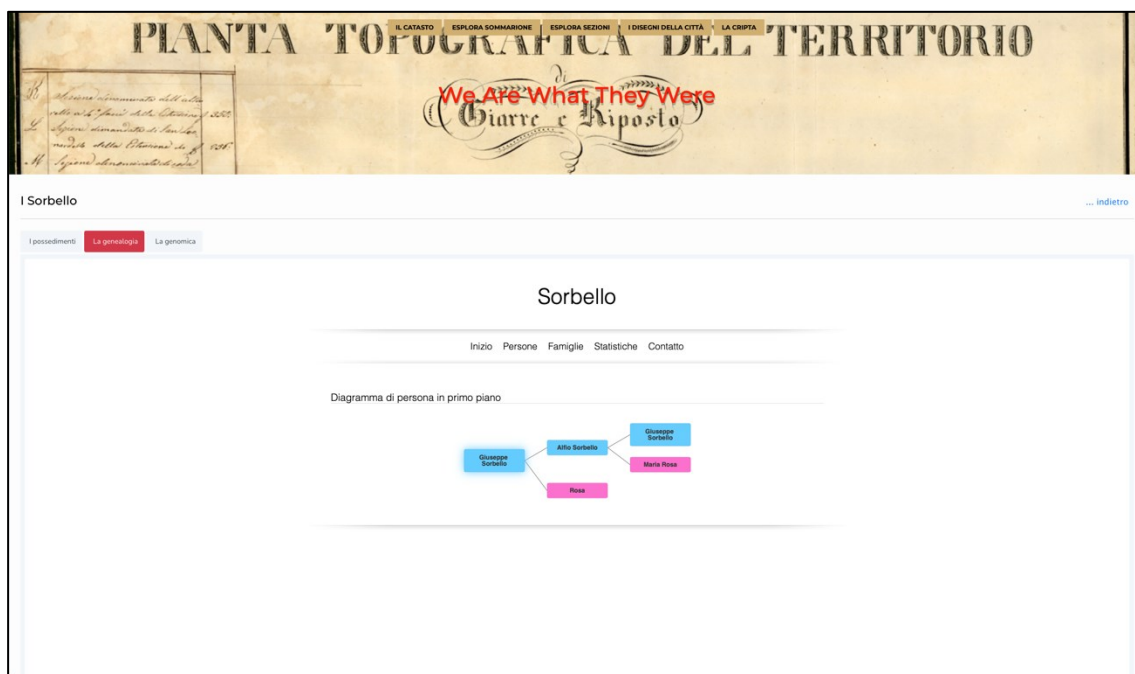 IL CATASTO ESPLORA SOMMARIONE ESPLORA SEZIONI I DISEGNI DELLA CITTÀ LA CRIPTA
PIANTA TOPOGRAFICA DEL TERRITORIO
di
We Are What They Were
Giarre e Riposto
I Sorbello
... indietro
I possedimenti La genealogia La genomica
Sorbello
Inizio Persone Famiglie Statistiche Contatto
Diagramma di persona in primo piano
Giuseppe
Sorbello
Alfio Sorbello
Giuseppe
Sorbello
Maria Rosa
Rosa